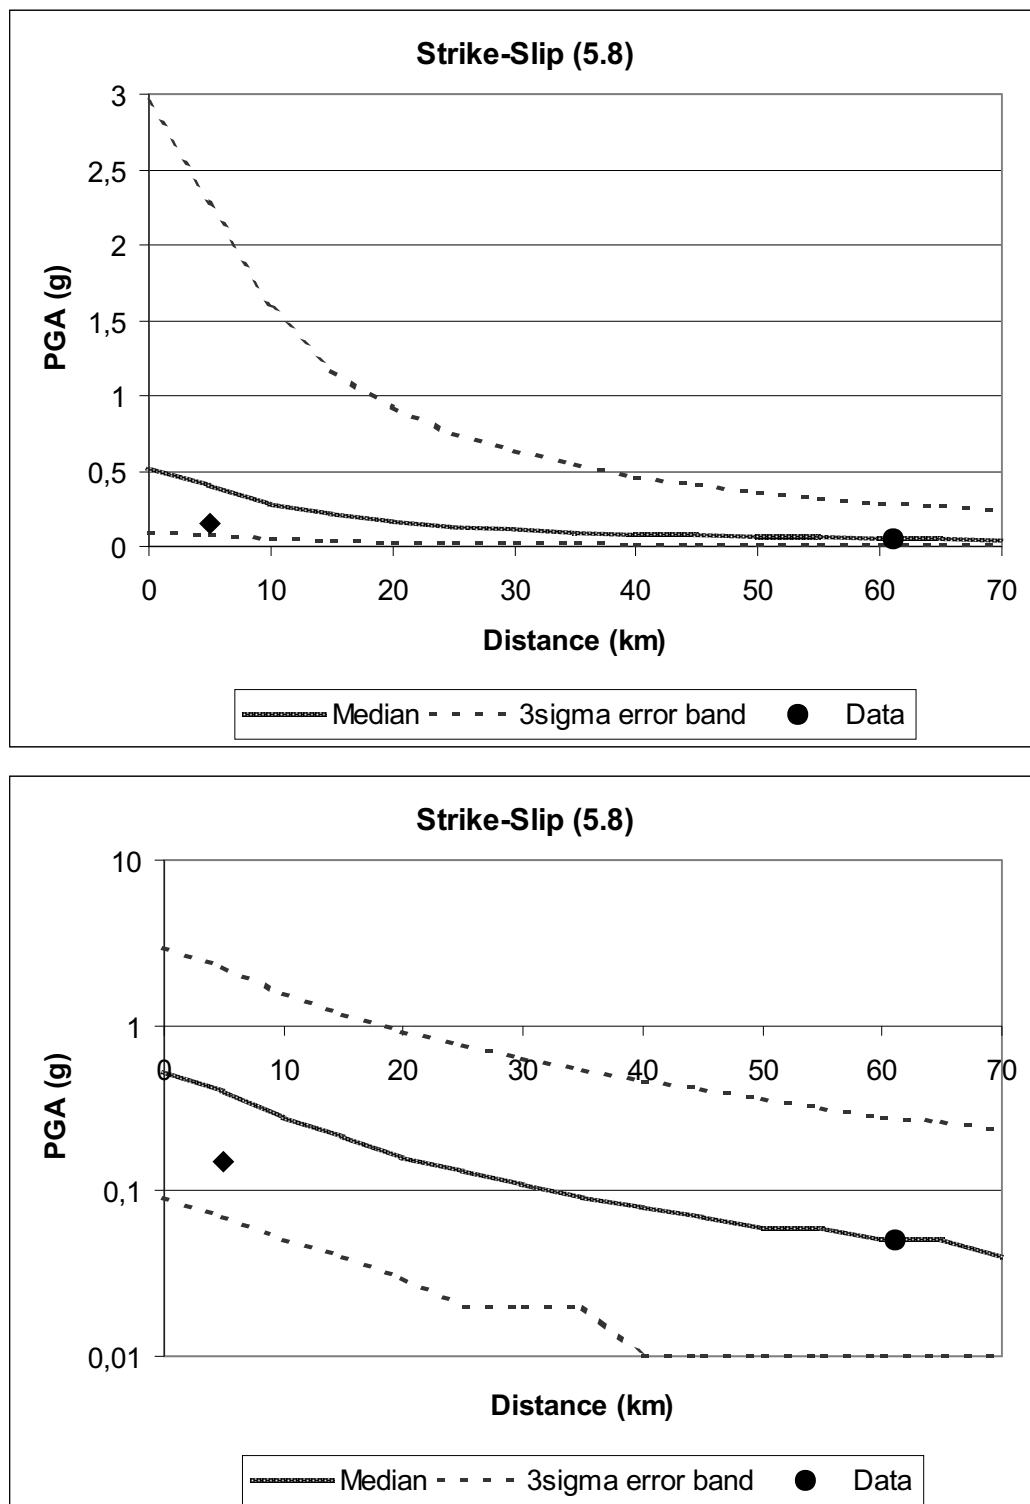 Strike-Slip (5.8)
3
2,5
2
1,5
1
0,5
0
0 10 20 30 40 50 60 70
PGA (g)
Distance (km)
Median 3sigma error band Data
Strike-Slip (5.8)
10
1
0 10 20 30 40 50 60 70
0,1
0,01
PGA (g)
Distance (km)
Median 3sigma error band Data